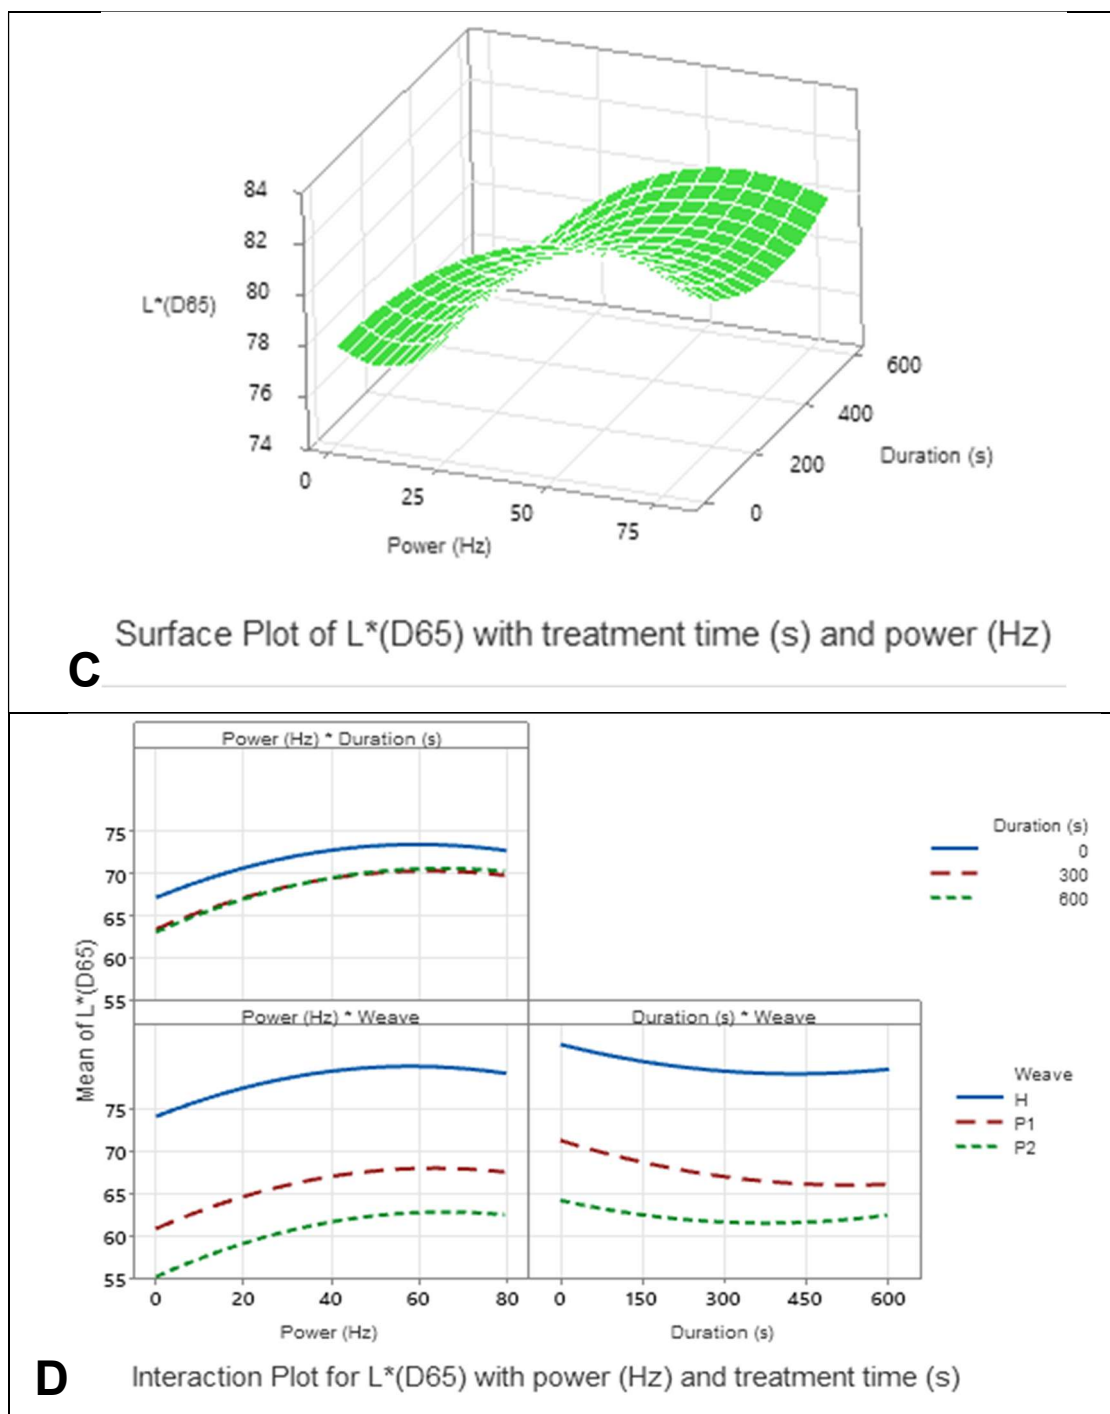 84
82
80
78
76
74
L*(D65)
0
25
50
75
Power (Hz)
0
200
400
600
Duration (s)
Surface Plot of L*(D65) with treatment time (s) and power (Hz)
C
Power (Hz) * Duration (s)
75
70
65
60
55
Duration (s)
0
300
600
Mean of L*(D65)
Power (Hz) * Weave
Duration (s) * Weave
75
70
65
60
55
Weave
H
P1
P2
0 20 40 60 80
0 150 300 450 600
Power (Hz)
Duration (s)
D
Interaction Plot for L*(D65) with power (Hz) and treatment time (s)